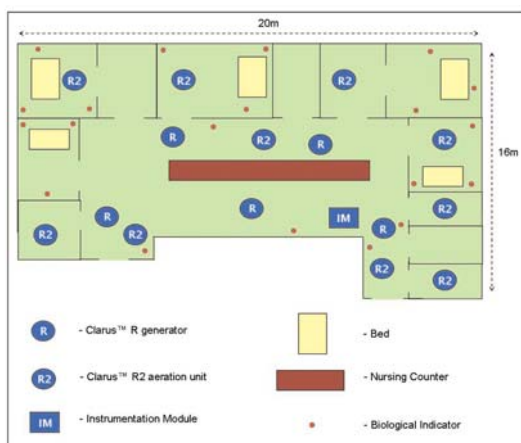 20m
R2
R2
R2
R
R2
R
R2
16m
R
R2
R
IM
R
R2
R2
R2
R2
R - Clarus™ R generator
- Bed
R2 - Clarus™ R2 aeration unit
- Nursing Counter
IM - Instrumentation Module
- Biological Indicator